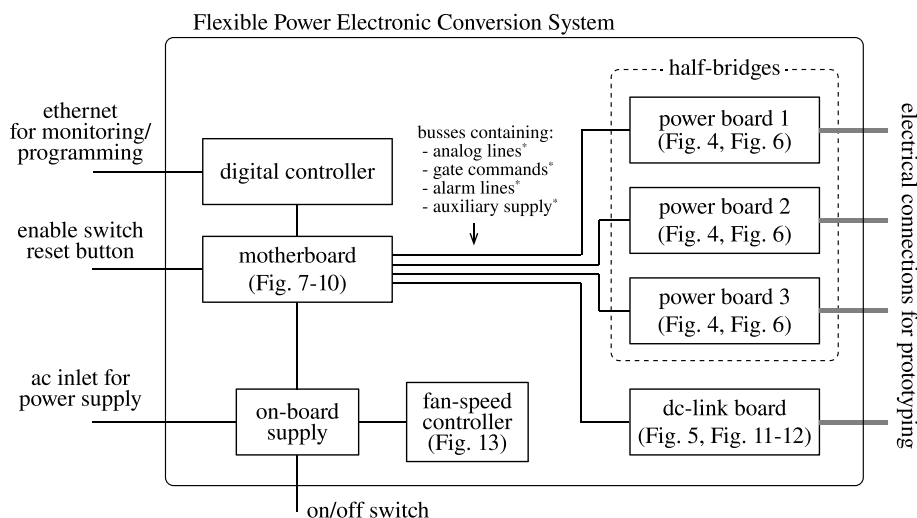 Flexible Power Electronic Conversion System
half-bridges
ethernet
for monitoring/
programming
digital controller
busses containing:
- analog lines*
- gate commands*
- alarm lines*
- auxiliary supply*
power board 1
(Fig. 4, Fig. 6)
power board 2
(Fig. 4, Fig. 6)
power board 3
(Fig. 4, Fig. 6)
electrical connections for prototyping
enable switch
reset button
motherboard
(Fig. 7-10)
ac inlet for
power supply
on-board
supply
fan-speed
controller
(Fig. 13)
dc-link board
(Fig. 5, Fig. 11-12)
on/off switch